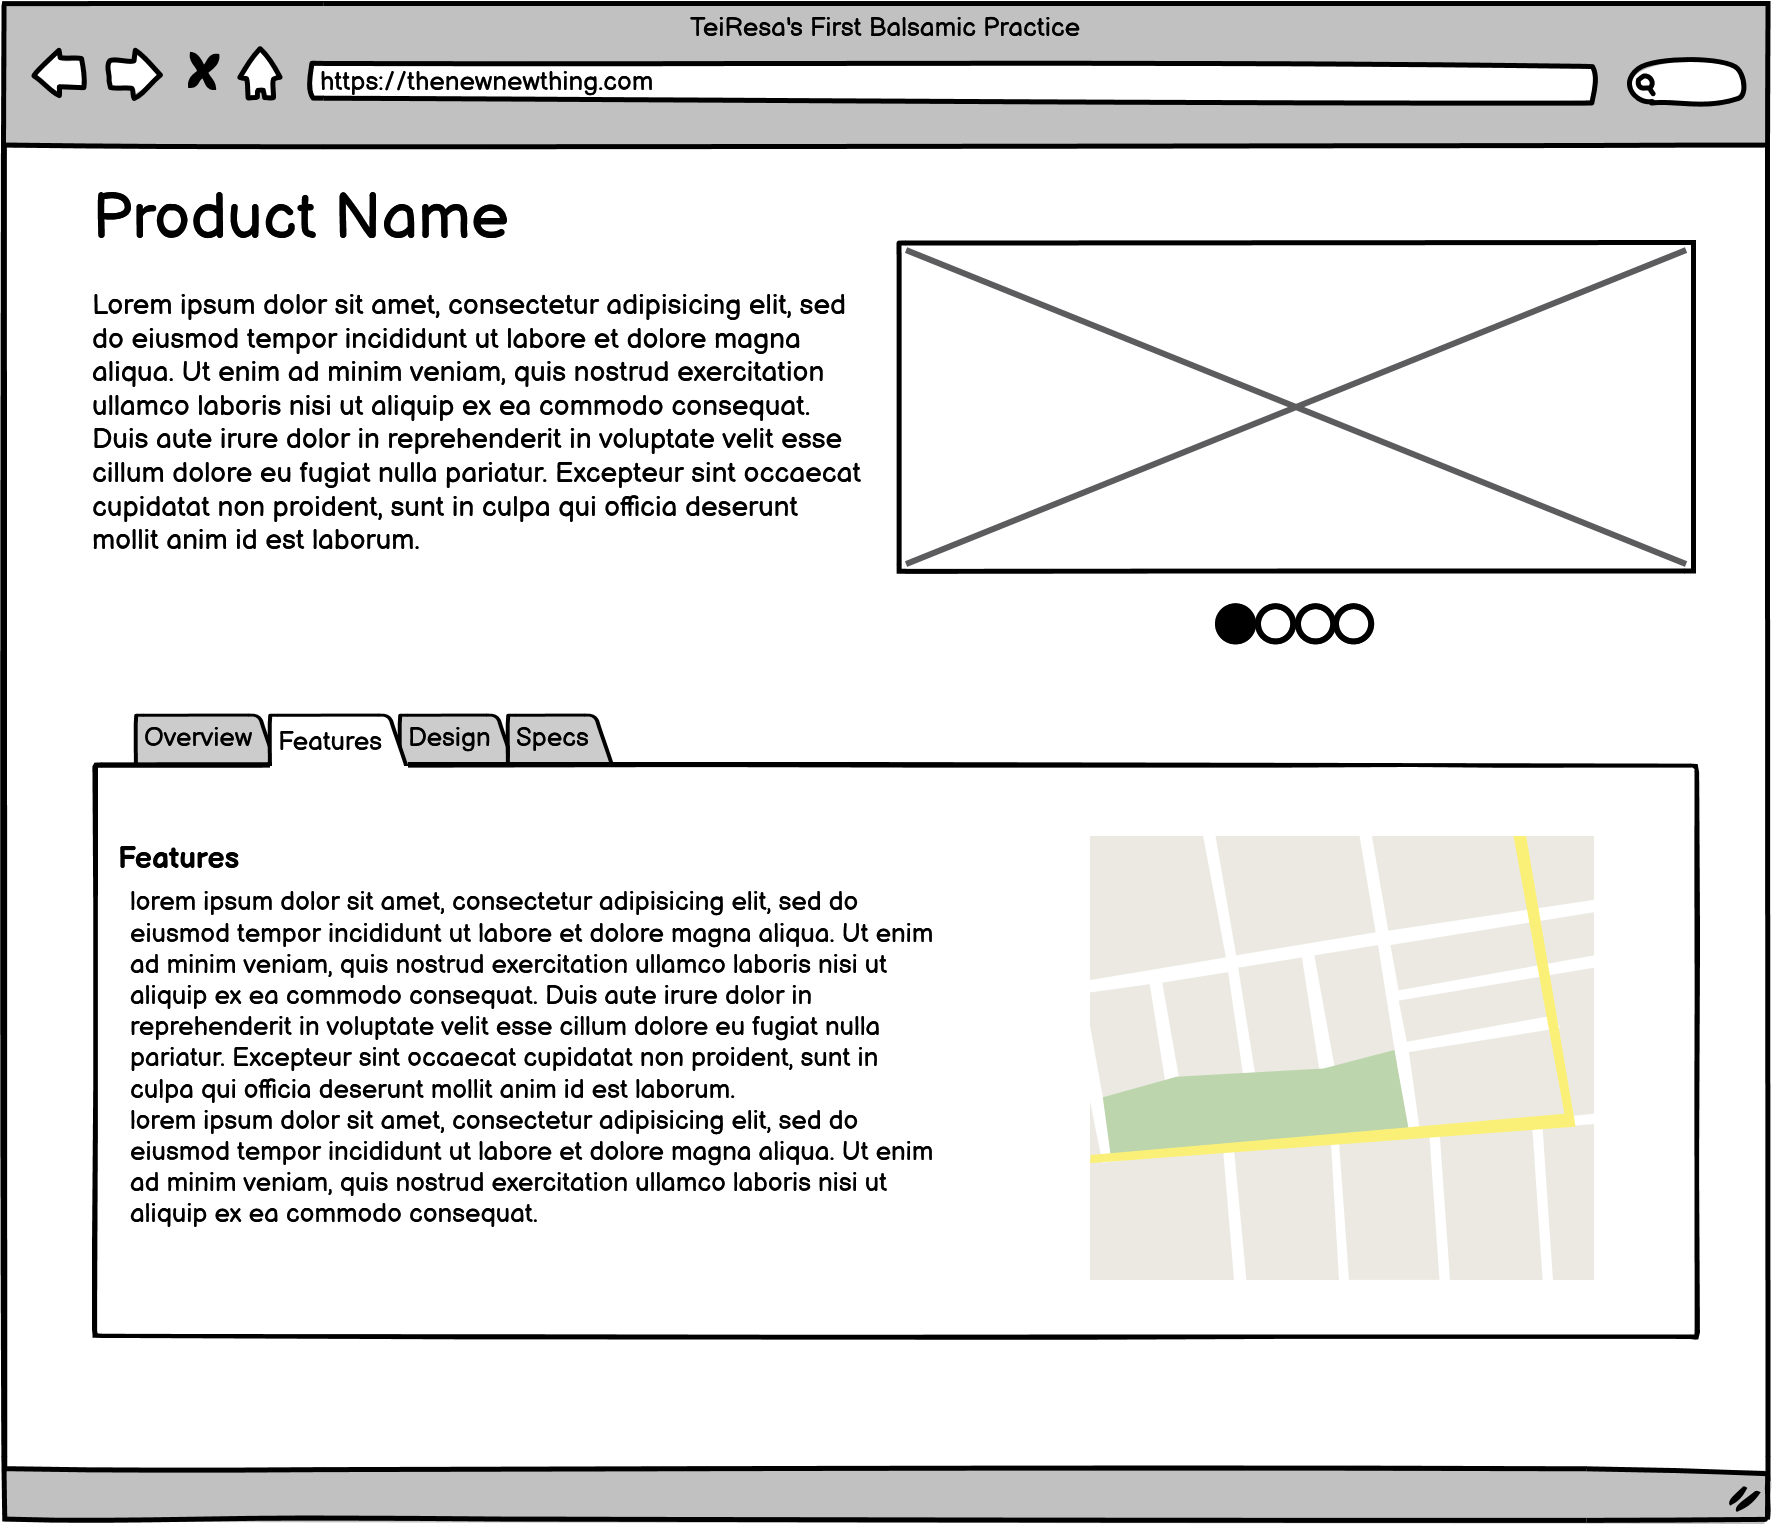 TeiResa's First Balsamic Practice
https://thenewnewthing.com
Product Name
Lorem ipsum dolor sit amet, consectetur adipisicing elit, sed
do eiusmod tempor incididunt ut labore et dolore magna
aliqua. Ut enim ad minim veniam, quis nostrud exercitation
ullamco laboris nisi ut aliquip ex ea commodo consequat.
Duis aute irure dolor in reprehenderit in voluptate velit esse
cillum dolore eu fugiat nulla pariatur. Excepteur sint occaecat
cupidatat non proident, sunt in culpa qui officia deserunt
mollit anim id est laborum.
Overview Features Design Specs
Features
lorem ipsum dolor sit amet, consectetur adipisicing elit, sed do
eiusmod tempor incididunt ut labore et dolore magna aliqua. Ut enim
ad minim veniam, quis nostrud exercitation ullamco laboris nisi ut
aliquip ex ea commodo consequat. Duis aute irure dolor in
reprehenderit in voluptate velit esse cillum dolore eu fugiat nulla
pariatur. Excepteur sint occaecat cupidatat non proident, sunt in
culpa qui officia deserunt mollit anim id est laborum.
lorem ipsum dolor sit amet, consectetur adipisicing elit, sed do
eiusmod tempor incididunt ut labore et dolore magna aliqua. Ut enim
ad minim veniam, quis nostrud exercitation ullamco laboris nisi ut
aliquip ex ea commodo consequat.